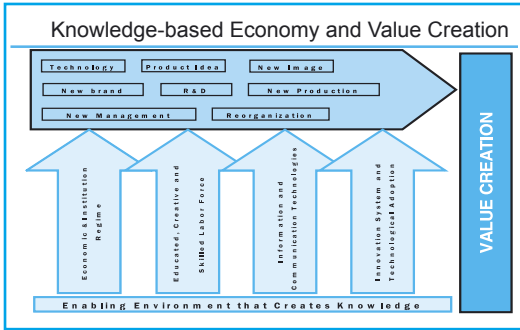 Knowledge-based Economy and Value Creation
Technology
Product Idea
New Image
New brand
R&D
New Production
New Management
Reorganization
Economic &Institution
Regime
Educated, Creative and
Skilled Labor Force
Information and
Communication Technologies
Innovation System and
Technological Adoption
VALUE CREATION
Enabling Environment that Creates Knowledge